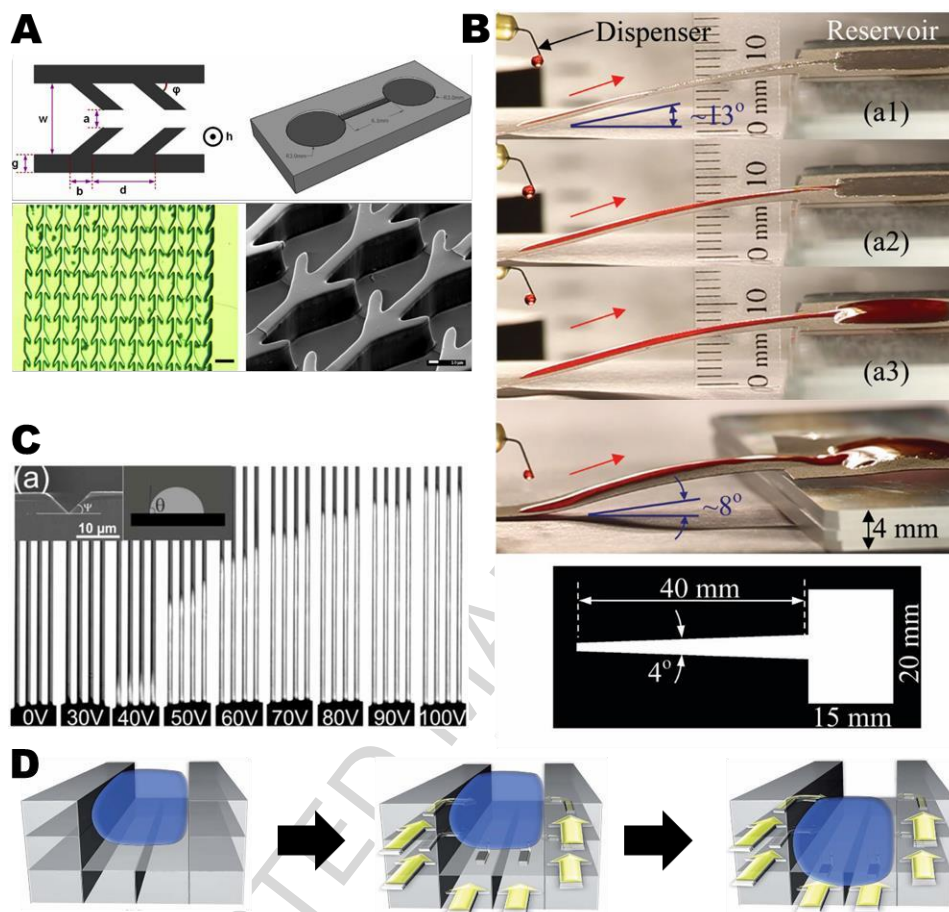 A
φ
w
a
h
g
b
d
B
Dispenser
Reservoir
10
~13°
0 mm
(a1)
10
0 mm
(a2)
10
0 mm
(a3)
~8°
4 mm
40 mm
4°
20 mm
15 mm
C
(a)
ψ
θ
10 µm
0V 30V 40V 50V 60V 70V 80V 90V 100V
D